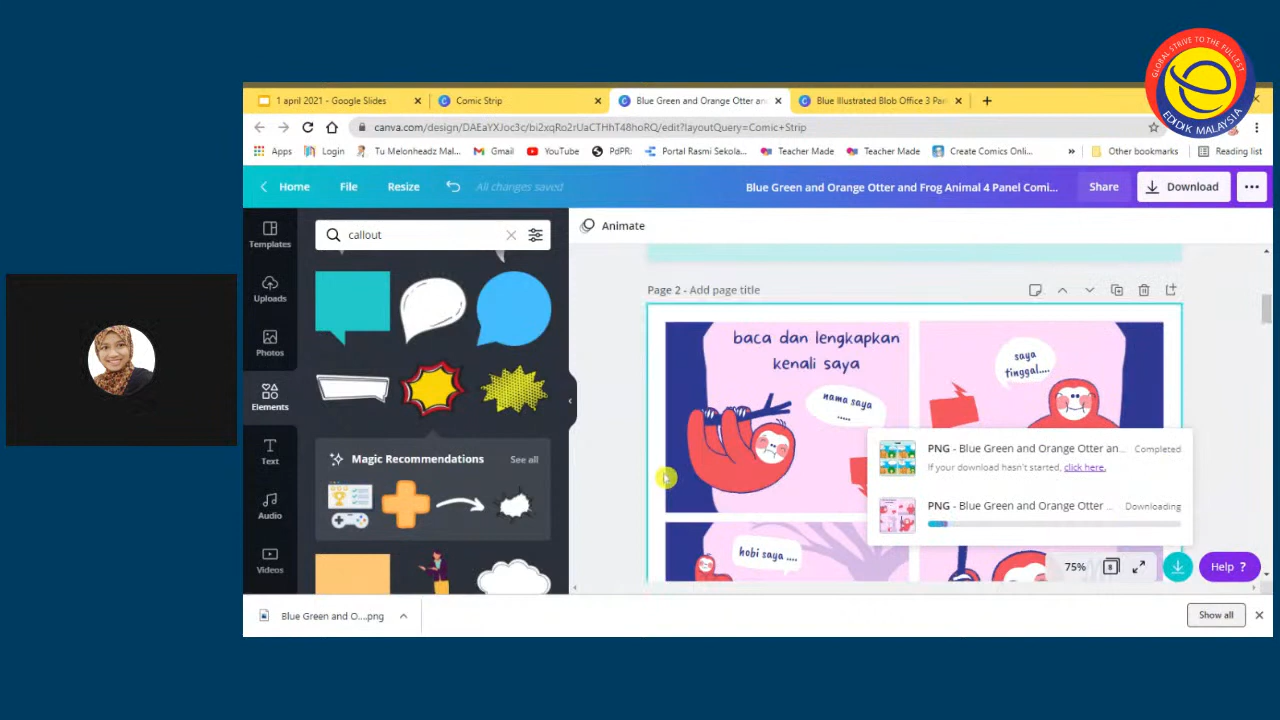 GLOBAL STRIVE TO THE FULLEST
EDIDIK MALAYSIA
1 april 2021 - Google Slides
Comic Strip
Blue Green and Orange Otter an
Blue Illustrated Blob Office 3 Pan
canva.com/design/DAEaYXJoc3c/bi2xqRo2rUaCTHhT48hoRQ/edit?layoutQuery=Comic+Strip
Apps
Login
Tu Melonheadz Mal...
Gmail
YouTube
PdPR:
Portal Rasmi Sekola...
Teacher Made
Teacher Made
Create Comics Onli...
»
Other bookmarks
Reading list
Home
File
Resize
All changes saved
Blue Green and Orange Otter and Frog Animal 4 Panel Comi...
Share
Download
Templates
Uploads
Photos
Elements
Text
Audio
Videos
callout
Magic Recommendations
See all
Animate
Page 2 - Add page title
baca dan lengkapkan
kenali saya
nama saya
.....
saya
tinggal....
hobi saya ....
PNG - Blue Green and Orange Otter an...
Completed
If your download hasn't started, click here.
PNG - Blue Green and Orange Otter ...
Downloading
75%
8
Help ?
Blue Green and O....png
Show all